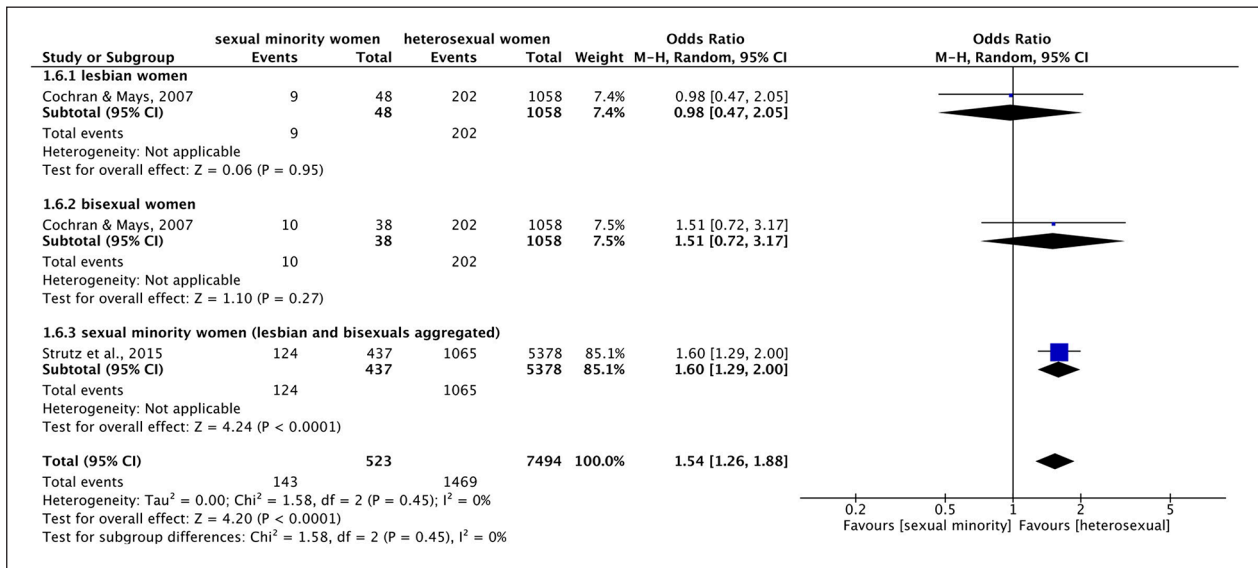 sexual minority women heterosexual women Odds Ratio Odds Ratio
Study or Subgroup Events Total Events Total Weight M-H, Random, 95% CI M-H, Random, 95% CI
1.6.1 lesbian women
Cochran & Mays, 2007 9 48 202 1058 7.4% 0.98 [0.47, 2.05]
Subtotal (95% CI) 48 1058 7.4% 0.98 [0.47, 2.05]
Total events 9 202
Heterogeneity: Not applicable
Test for overall effect: Z = 0.06 (P = 0.95)
1.6.2 bisexual women
Cochran & Mays, 2007 10 38 202 1058 7.5% 1.51 [0.72, 3.17]
Subtotal (95% CI) 38 1058 7.5% 1.51 [0.72, 3.17]
Total events 10 202
Heterogeneity: Not applicable
Test for overall effect: Z = 1.10 (P = 0.27)
1.6.3 sexual minority women (lesbian and bisexuals aggregated)
Strutz et al., 2015 124 437 1065 5378 85.1% 1.60 [1.29, 2.00]
Subtotal (95% CI) 437 5378 85.1% 1.60 [1.29, 2.00]
Total events 124 1065
Heterogeneity: Not applicable
Test for overall effect: Z = 4.24 (P < 0.0001)
Total (95% CI) 523 7494 100.0% 1.54 [1.26, 1.88]
Total events 143 1469
Heterogeneity: Tau² = 0.00; Chi² = 1.58, df = 2 (P = 0.45); I² = 0%
Test for overall effect: Z = 4.20 (P < 0.0001)
Test for subgroup differences: Chi² = 1.58, df = 2 (P = 0.45), I² = 0%
0.2 0.5 1 2 5
Favours [sexual minority] Favours [heterosexual]